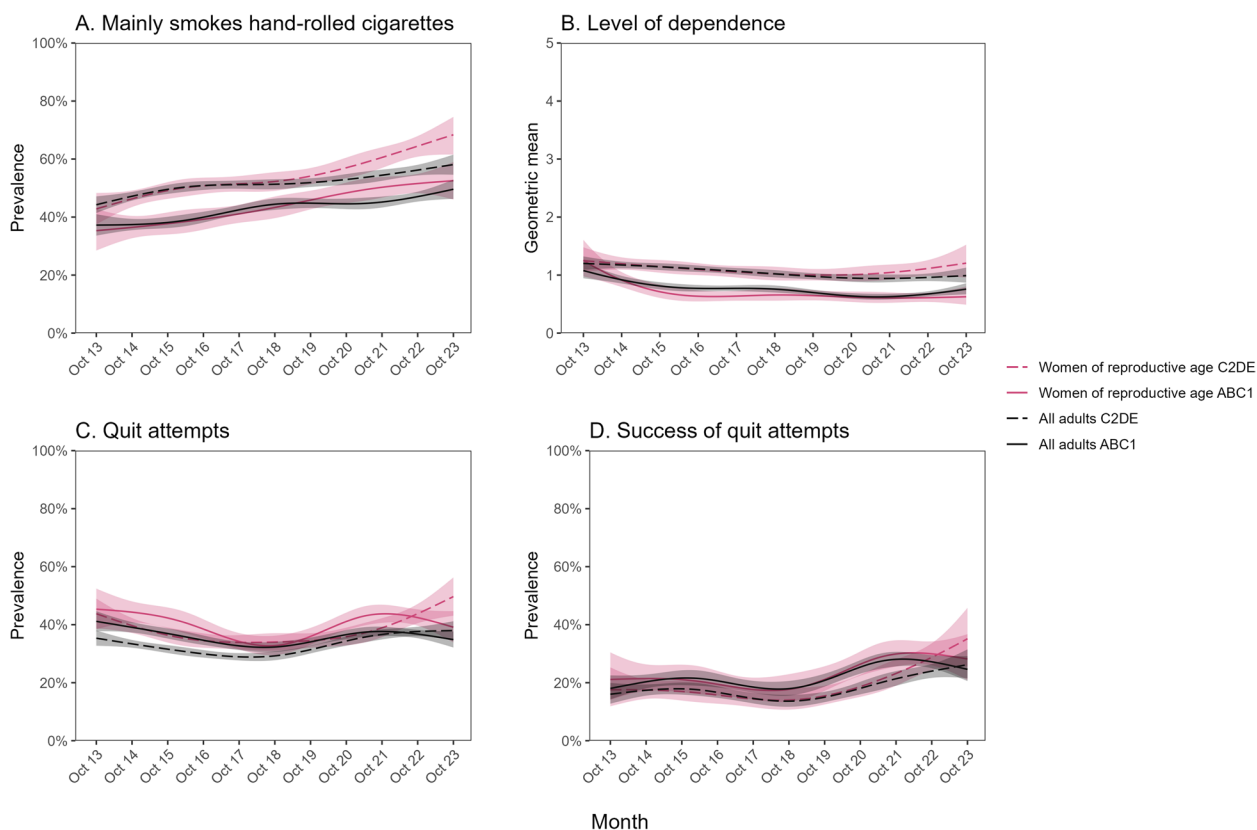 A. Mainly smokes hand-rolled cigarettes
100%
80%
60%
40%
20%
0%
Prevalence
Oct 13
Oct 14
Oct 15
Oct 16
Oct 17
Oct 18
Oct 19
Oct 20
Oct 21
Oct 22
Oct 23
B. Level of dependence
5
4
3
2
1
0
Geometric mean
Oct 13
Oct 14
Oct 15
Oct 16
Oct 17
Oct 18
Oct 19
Oct 20
Oct 21
Oct 22
Oct 23
Women of reproductive age C2DE
Women of reproductive age ABC1
All adults C2DE
All adults ABC1
C. Quit attempts
100%
80%
60%
40%
20%
0%
Prevalence
Oct 13
Oct 14
Oct 15
Oct 16
Oct 17
Oct 18
Oct 19
Oct 20
Oct 21
Oct 22
Oct 23
D. Success of quit attempts
100%
80%
60%
40%
20%
0%
Prevalence
Oct 13
Oct 14
Oct 15
Oct 16
Oct 17
Oct 18
Oct 19
Oct 20
Oct 21
Oct 22
Oct 23
Month